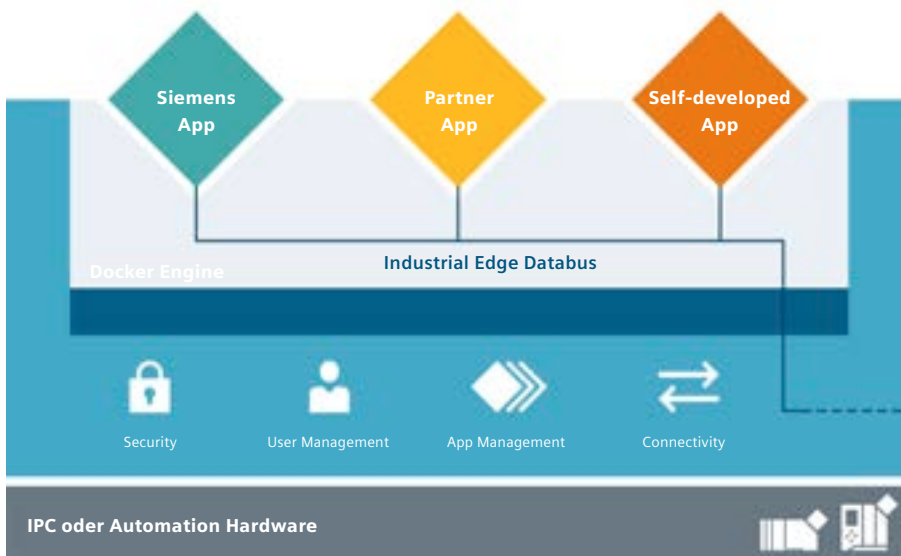 Siemens
App
Partner
App
Self-developed
App
Industrial Edge Databus
Docker Engine
Security
User Management
App Management
Connectivity
IPC oder Automation Hardware